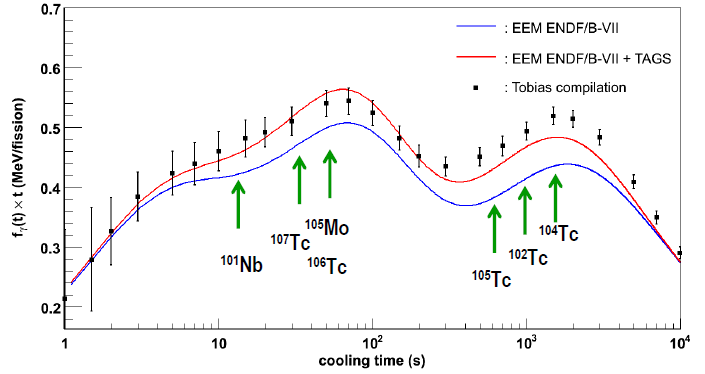 0.7
0.6
0.5
0.4
0.3
0.2
fγ(t) × t (MeV/fission)
: EEM ENDF/B-VII
: EEM ENDF/B-VII + TAGS
: Tobias compilation
¹⁰¹Nb
¹⁰⁷Tc
¹⁰⁵Mo
¹⁰⁶Tc
¹⁰⁵Tc
¹⁰²Tc
¹⁰⁴Tc
1 10 10² 10³ 10⁴
cooling time (s)